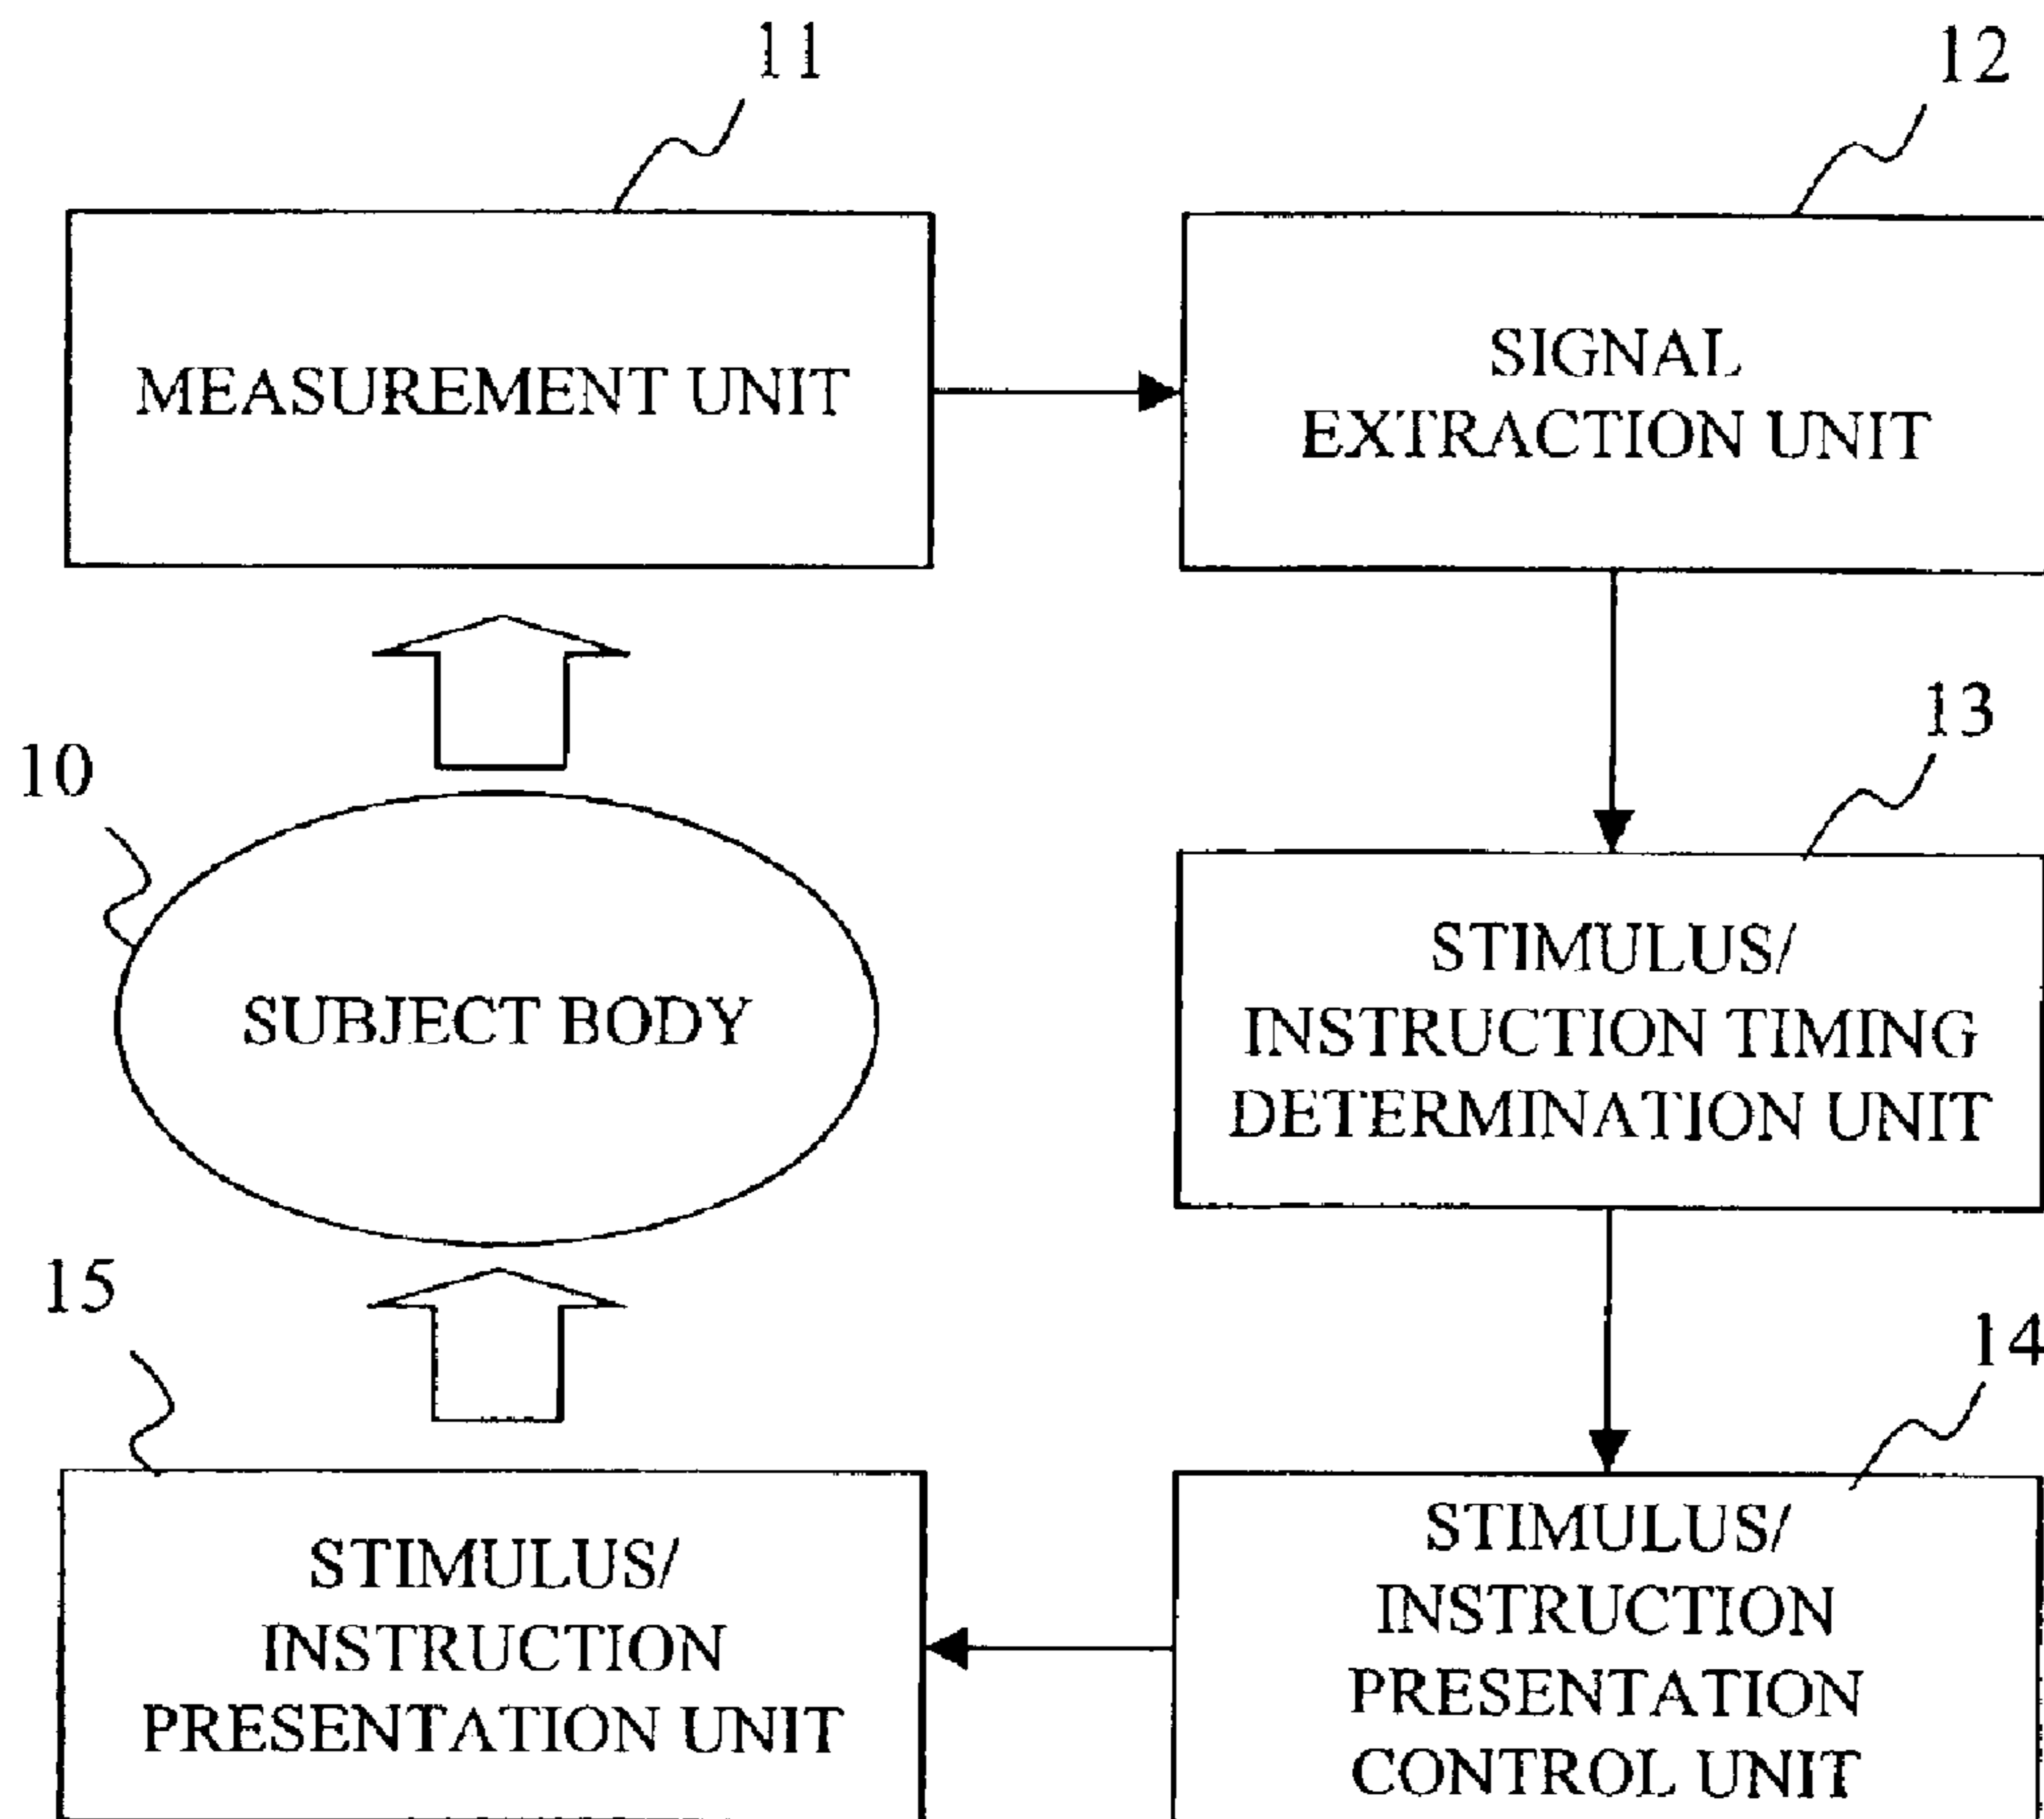 11
12
MEASUREMENT UNIT
SIGNAL
EXTRACTION UNIT
10
13
SUBJECT BODY
STIMULUS/
INSTRUCTION TIMING
DETERMINATION UNIT
15
14
STIMULUS/
INSTRUCTION
PRESENTATION UNIT
STIMULUS/
INSTRUCTION
PRESENTATION
CONTROL UNIT